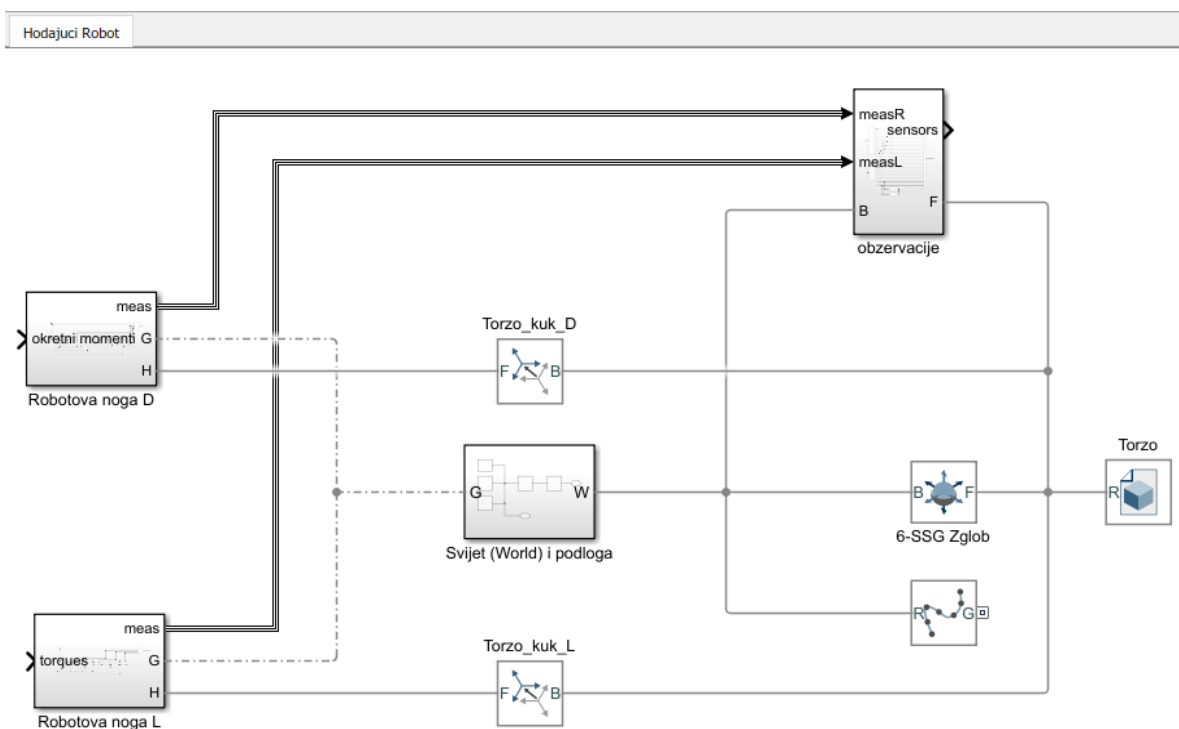 Hodajuci Robot
measR
sensors
measL
B
F
obzervacije
meas
okretni momenti G
H
Robotova noga D
Torzo_kuk_D
F B
G W
Svijet (World) i podloga
B F
6-SSG Zglob
Torzo
R
R G
meas
torques G
H
Robotova noga L
Torzo_kuk_L
F B